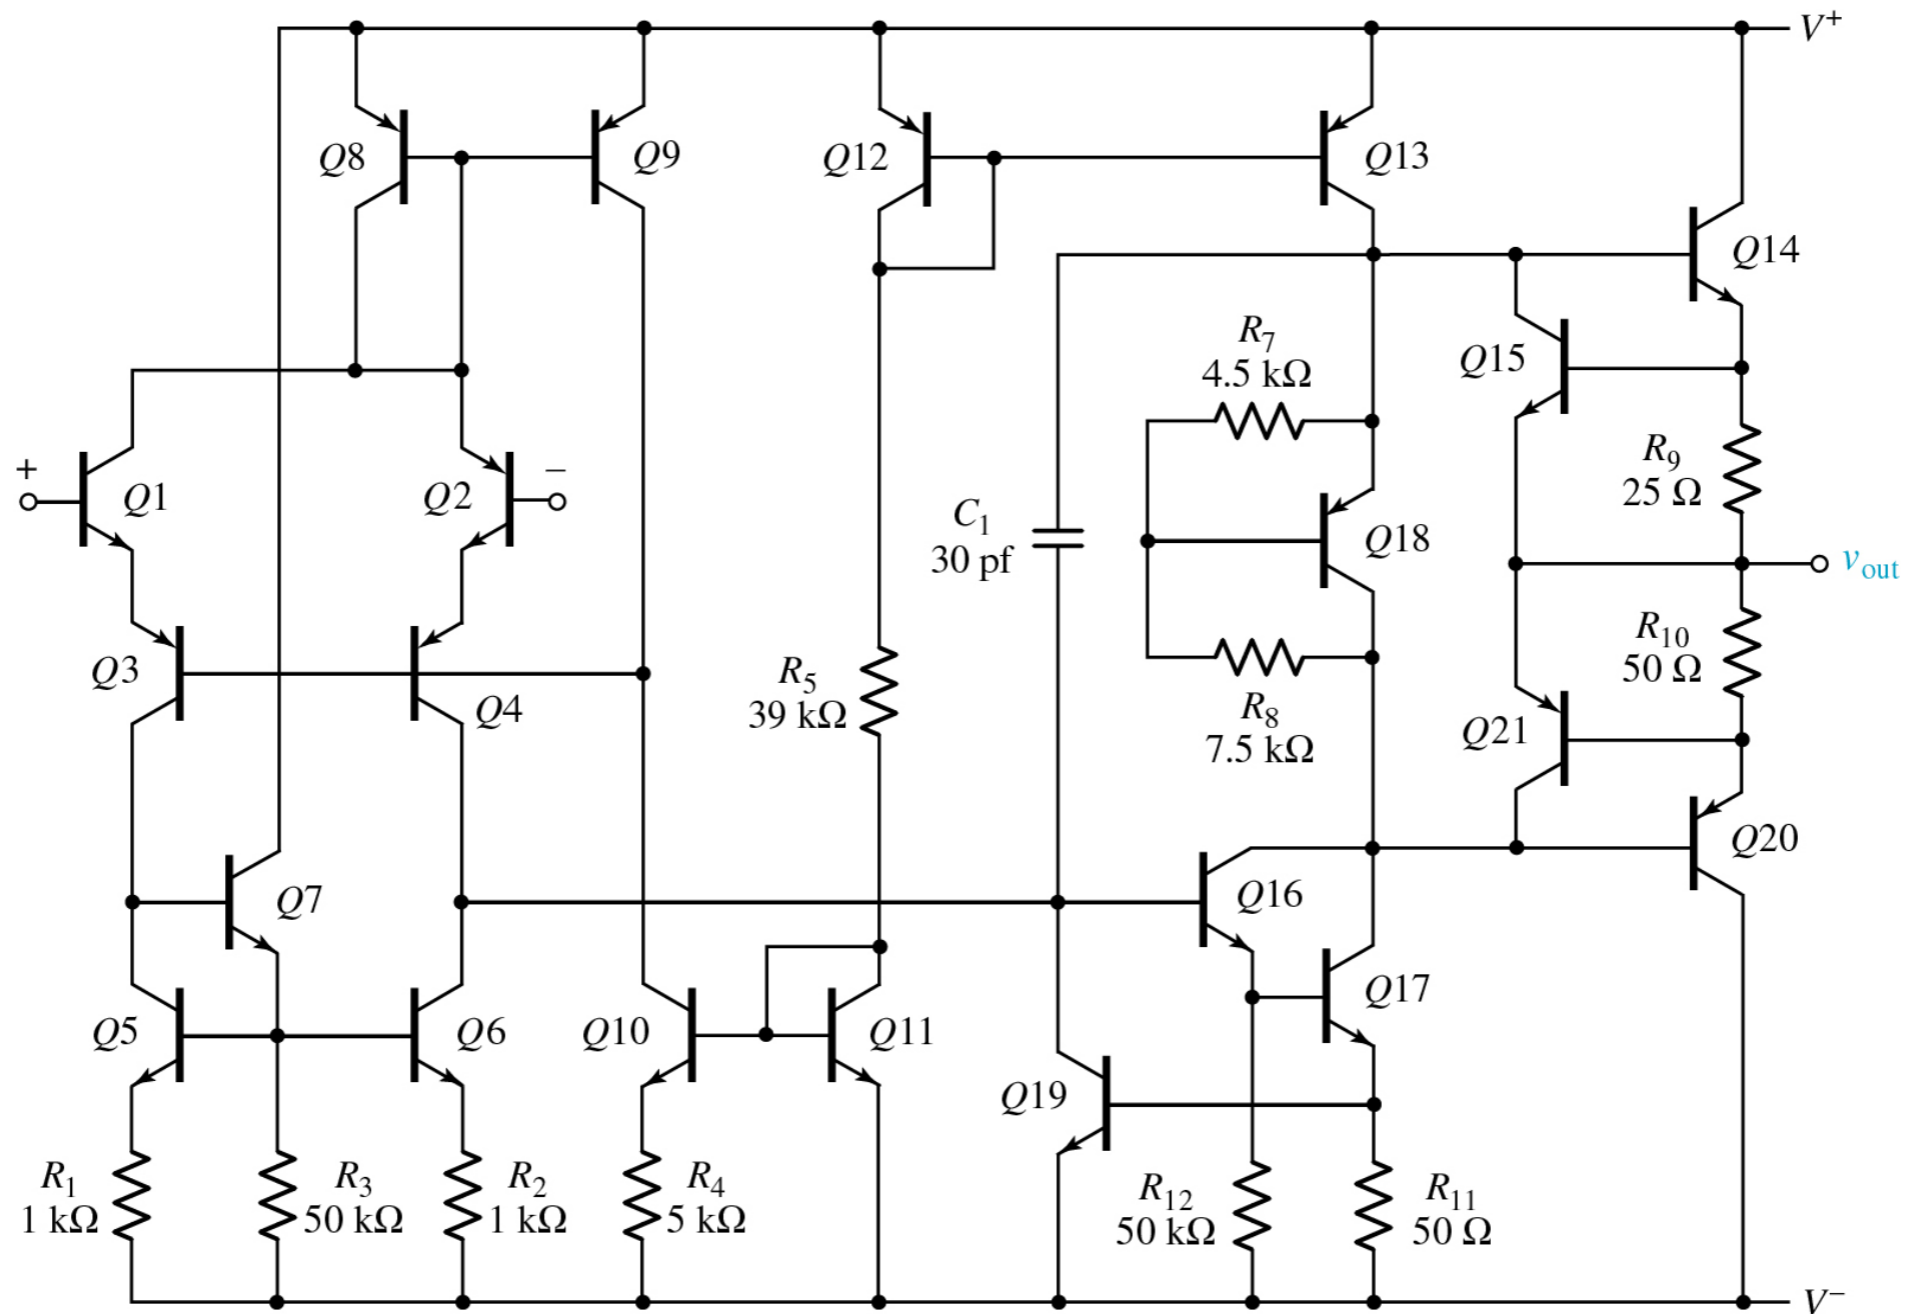 V⁺
Q8
Q9
Q12
Q13
Q14
R₇
4.5 kΩ
Q15
+
−
Q1
Q2
R₉
25 Ω
C₁
30 pf
Q18
vout
R₁₀
50 Ω
Q3
Q4
R₅
39 kΩ
R₈
7.5 kΩ
Q21
Q20
Q7
Q16
Q17
Q5
Q6
Q10
Q11
Q19
R₁
1 kΩ
R₃
50 kΩ
R₂
1 kΩ
R₄
5 kΩ
R₁₂
50 kΩ
R₁₁
50 Ω
V⁻